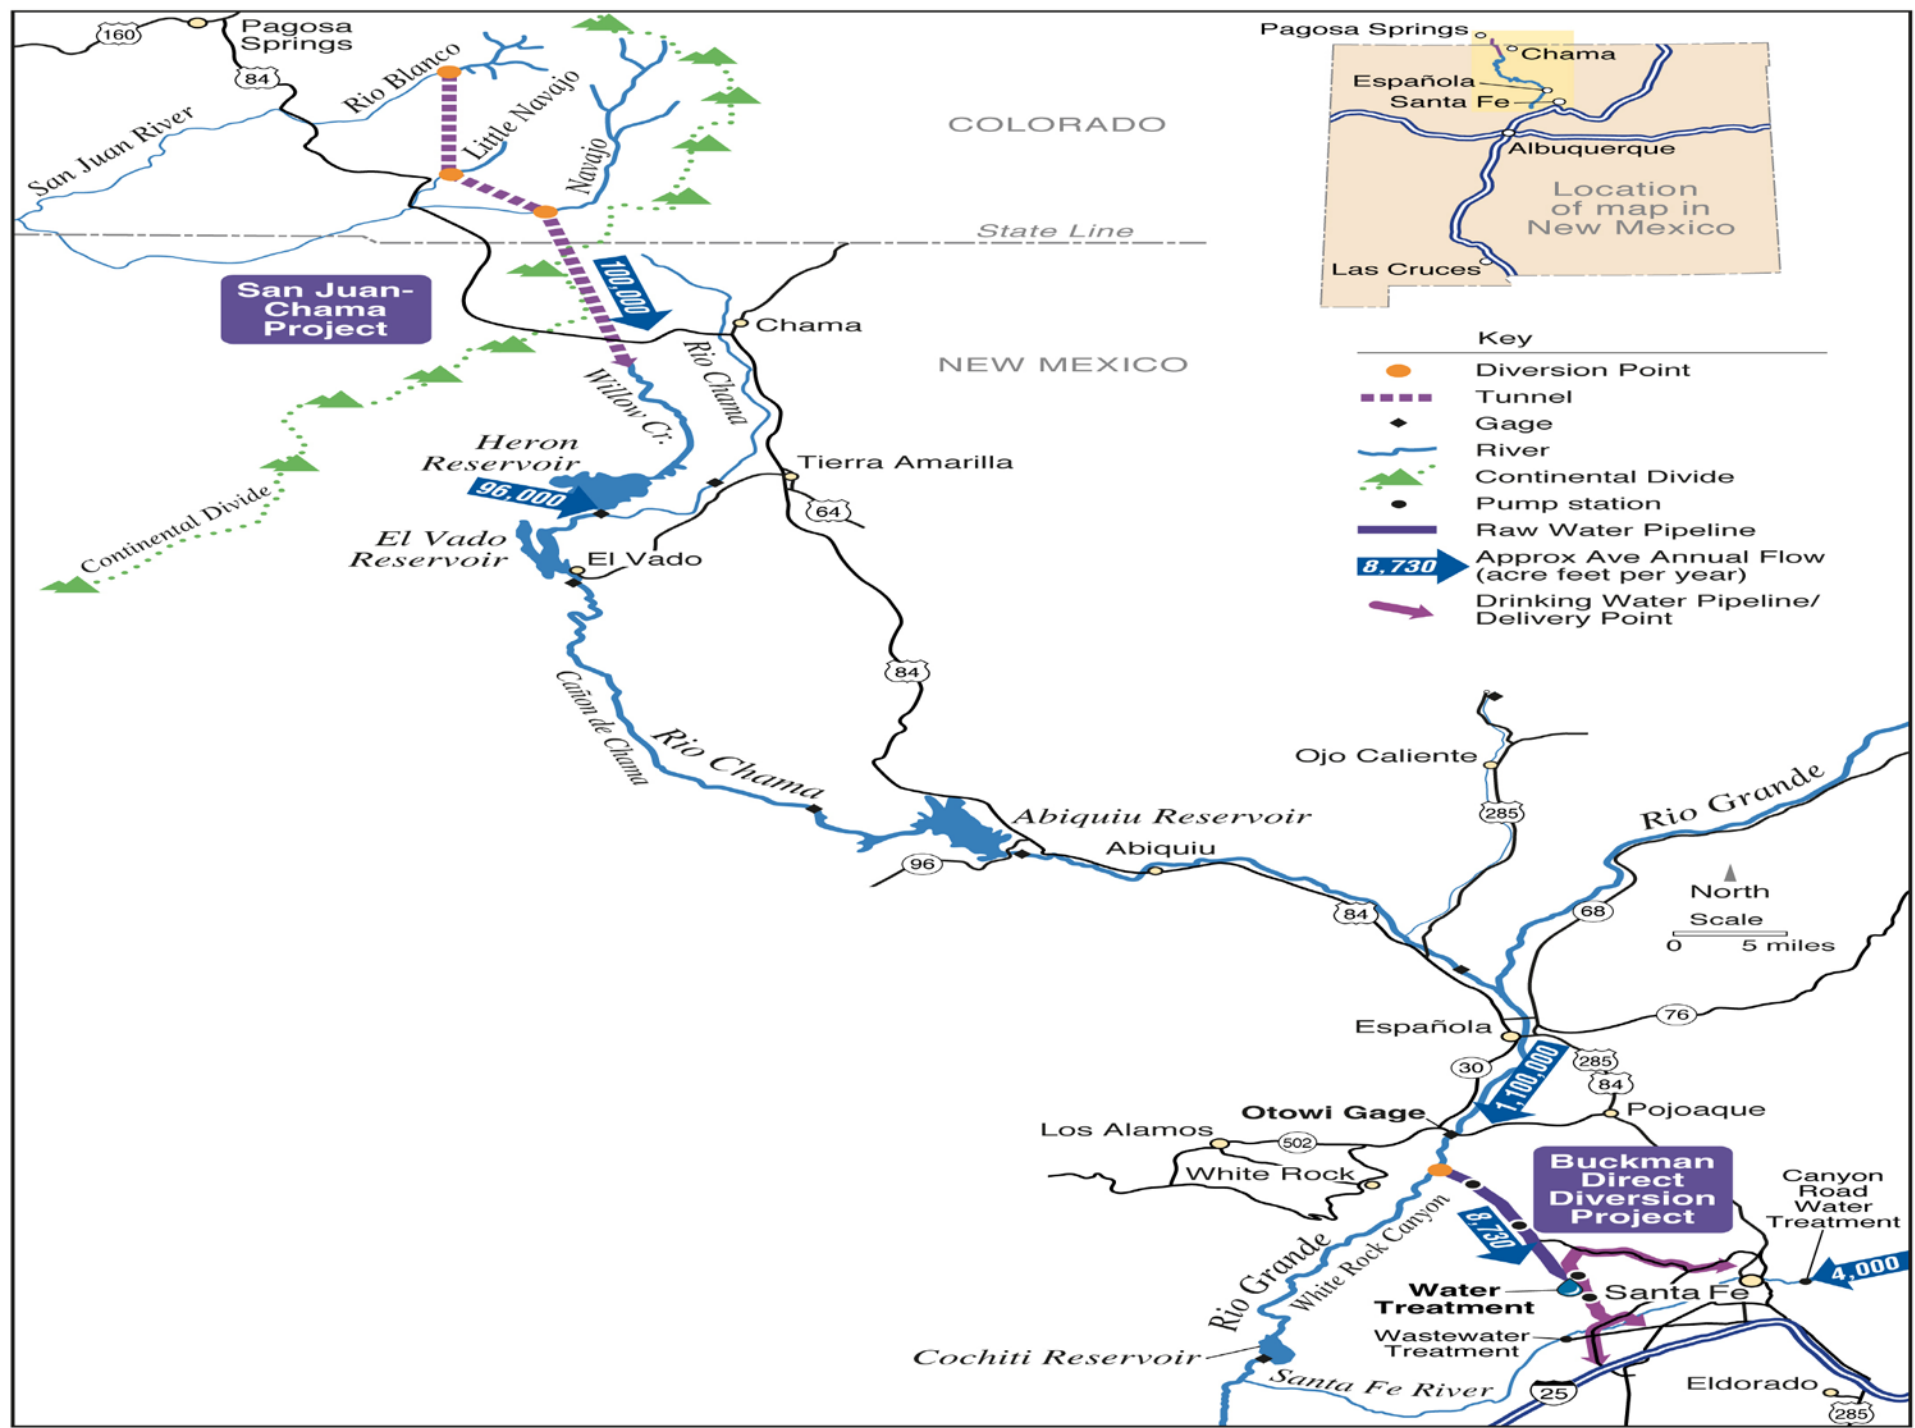 160
Pagosa
Springs
84
Rio Blanco
Little Navajo
Navajo
San Juan River
COLORADO
State Line
San Juan-
Chama
Project
100,000
Chama
NEW MEXICO
Rio Chama
Willow Cr.
Heron
Reservoir
96,000
Tierra Amarilla
64
El Vado
Reservoir
El Vado
Continental Divide
84
Cañon de Chama
Rio Chama
Abiquiu Reservoir
Abiquiu
96
84
Pagosa Springs
Chama
Española
Santa Fe
Albuquerque
Location
of map in
New Mexico
Las Cruces
Key
Diversion Point
Tunnel
Gage
River
Continental Divide
Pump station
Raw Water Pipeline
8,730
Approx Ave Annual Flow
(acre feet per year)
Drinking Water Pipeline/
Delivery Point
Ojo Caliente
285
Rio Grande
68
North
Scale
0 5 miles
76
Española
30
285
84
1,100,000
Otowi Gage
Pojoaque
Los Alamos
502
White Rock
Buckman
Direct
Diversion
Project
Canyon
Road
Water
Treatment
8,730
4,000
Rio Grande
White Rock Canyon
Water
Treatment
Santa Fe
Wastewater
Treatment
Cochiti Reservoir
Santa Fe River
25
Eldorado
285